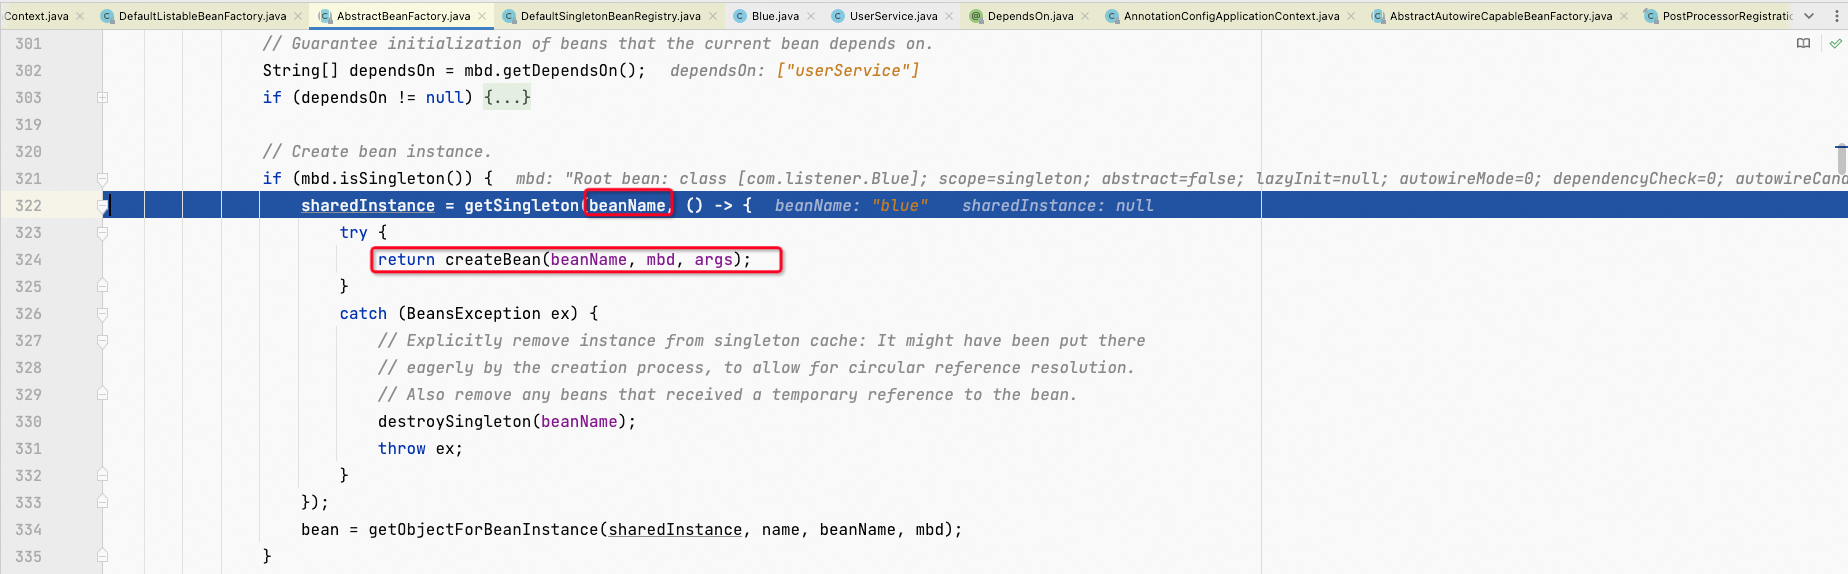 Context.java DefaultListableBeanFactory.java AbstractBeanFactory.java DefaultSingletonBeanRegistry.java Blue.java UserService.java DependsOn.java AnnotationConfigApplicationContext.java AbstractAutowireCapableBeanFactory.java PostProcessorRegistratic
301 // Guarantee initialization of beans that the current bean depends on.
302 String[] dependsOn = mbd.getDependsOn(); dependsOn: ["userService"]
303 if (dependsOn != null) {...}
319
320 // Create bean instance.
321 if (mbd.isSingleton()) { mbd: "Root bean: class [com.listener.Blue]; scope=singleton; abstract=false; lazyInit=null; autowireMode=0; dependencyCheck=0; autowireCand
322 sharedInstance = getSingleton(beanName, () -> { beanName: "blue" sharedInstance: null
323 try {
324 return createBean(beanName, mbd, args);
325 }
326 catch (BeansException ex) {
327 // Explicitly remove instance from singleton cache: It might have been put there
328 // eagerly by the creation process, to allow for circular reference resolution.
329 // Also remove any beans that received a temporary reference to the bean.
330 destroySingleton(beanName);
331 throw ex;
332 }
333 });
334 bean = getObjectForBeanInstance(sharedInstance, name, beanName, mbd);
335 }